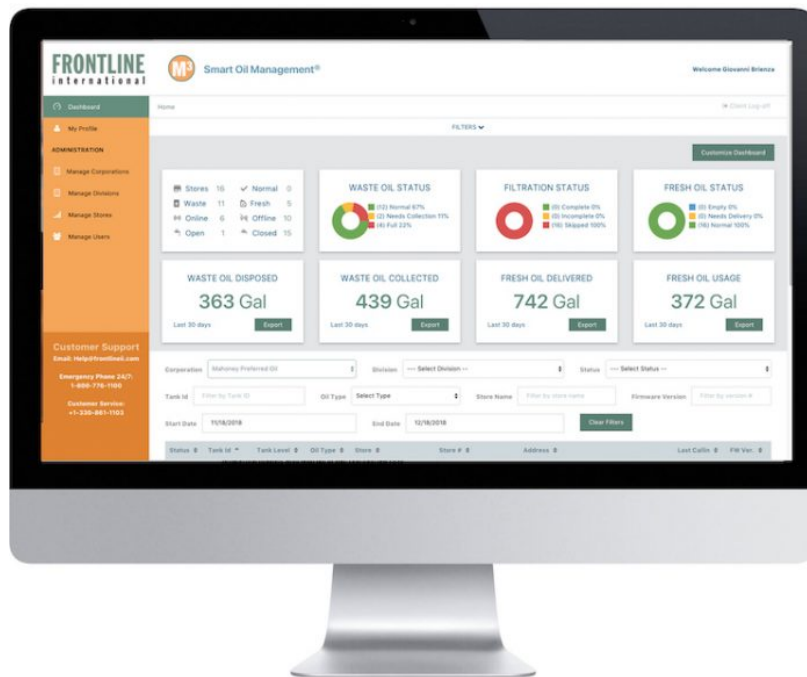 FRONTLINE
international
M3
Smart Oil Management®
Welcome Giovanni Brienza
Dashboard
My Profile
ADMINISTRATION
Manage Corporations
Manage Divisions
Manage Stores
Manage Users
Customer Support
Email: Help@frontlineii.com
Emergency Phone 24/7:
1-800-776-1100
Customer Service:
+1-330-861-1103
Home
Client Log off
FILTERS
Customize Dashboard
Stores 16 Normal 0
Waste 11 Fresh 5
Online 6 Offline 10
Open 1 Closed 15
WASTE OIL STATUS
(12) Normal 67%
(2) Needs Collection 11%
(4) Full 22%
FILTRATION STATUS
(0) Complete 0%
(0) Incomplete 0%
(16) Skipped 100%
FRESH OIL STATUS
(0) Empty 0%
(0) Needs Delivery 0%
(16) Normal 100%
WASTE OIL DISPOSED
363 Gal
Last 30 days Export
WASTE OIL COLLECTED
439 Gal
Last 30 days Export
FRESH OIL DELIVERED
742 Gal
Last 30 days Export
FRESH OIL USAGE
372 Gal
Last 30 days Export
Corporation Mahoney Preferred Oil Division --- Select Division -- Status --- Select Status --
Tank Id Filter by Tank ID Oil Type Select Type Store Name Filter by store name Firmware Version Filter by version #
Start Date 11/18/2018 End Date 12/18/2018 Clear Filters
Status Tank Id Tank Level Oil Type Store Store # Address Last Callin FW Ver.